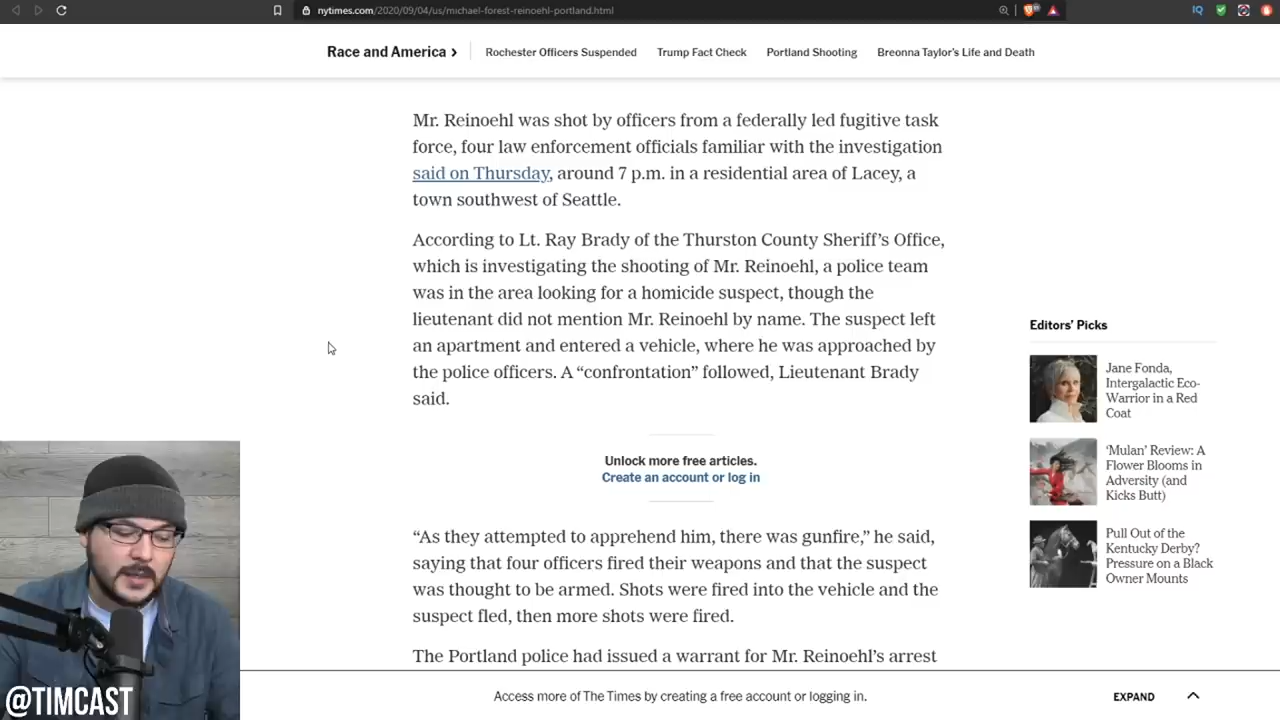 nytimes.com/2020/09/04/us/michael-forest-reinoehl-portland.html
Race and America
Rochester Officers Suspended
Trump Fact Check
Portland Shooting
Breonna Taylor's Life and Death
Mr. Reinoehl was shot by officers from a federally led fugitive task
force, four law enforcement officials familiar with the investigation
said on Thursday, around 7 p.m. in a residential area of Lacey, a
town southwest of Seattle.
According to Lt. Ray Brady of the Thurston County Sheriff's Office,
which is investigating the shooting of Mr. Reinoehl, a police team
was in the area looking for a homicide suspect, though the
lieutenant did not mention Mr. Reinoehl by name. The suspect left
an apartment and entered a vehicle, where he was approached by
the police officers. A “confrontation” followed, Lieutenant Brady
said.
Unlock more free articles.
Create an account or log in
“As they attempted to apprehend him, there was gunfire,” he said,
saying that four officers fired their weapons and that the suspect
was thought to be armed. Shots were fired into the vehicle and the
suspect fled, then more shots were fired.
The Portland police had issued a warrant for Mr. Reinoehl's arrest
Editors' Picks
Jane Fonda,
Intergalactic Eco-
Warrior in a Red
Coat
‘Mulan’ Review: A
Flower Blooms in
Adversity (and
Kicks Butt)
Pull Out of the
Kentucky Derby?
Pressure on a Black
Owner Mounts
Access more of The Times by creating a free account or logging in.
EXPAND
@TIMCAST